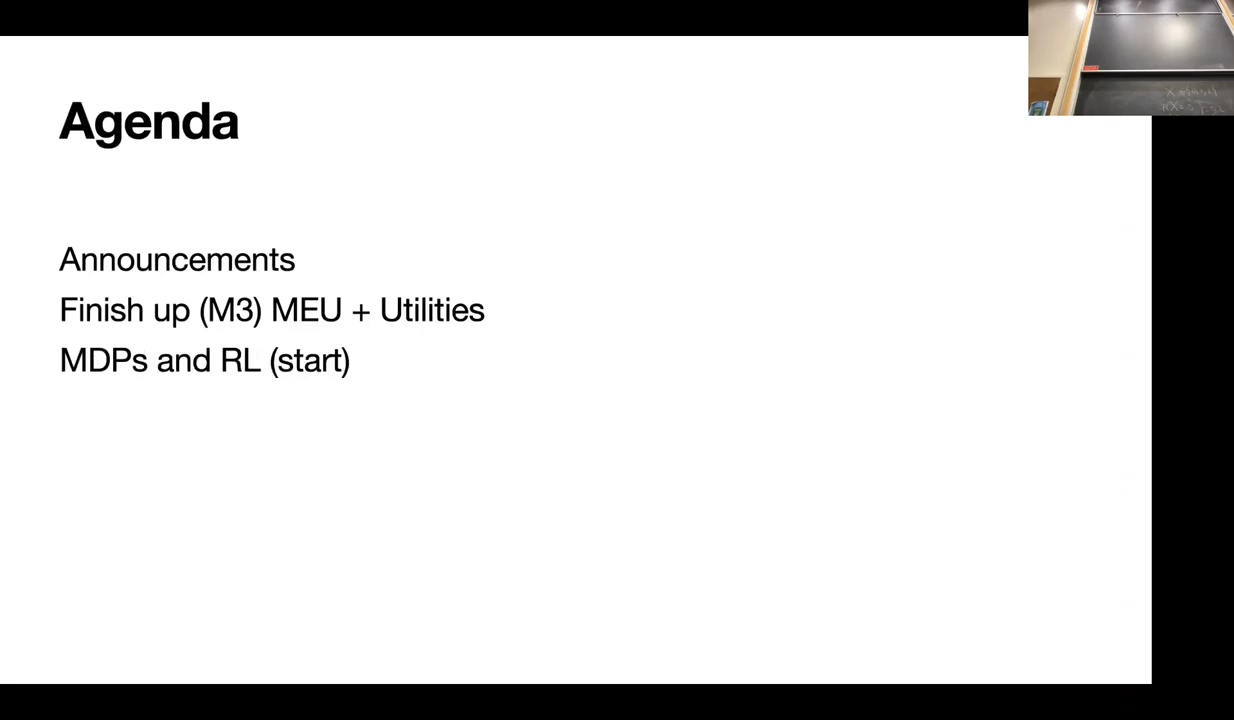 Agenda
Announcements
Finish up (M3) MEU + Utilities
MDPs and RL (start)